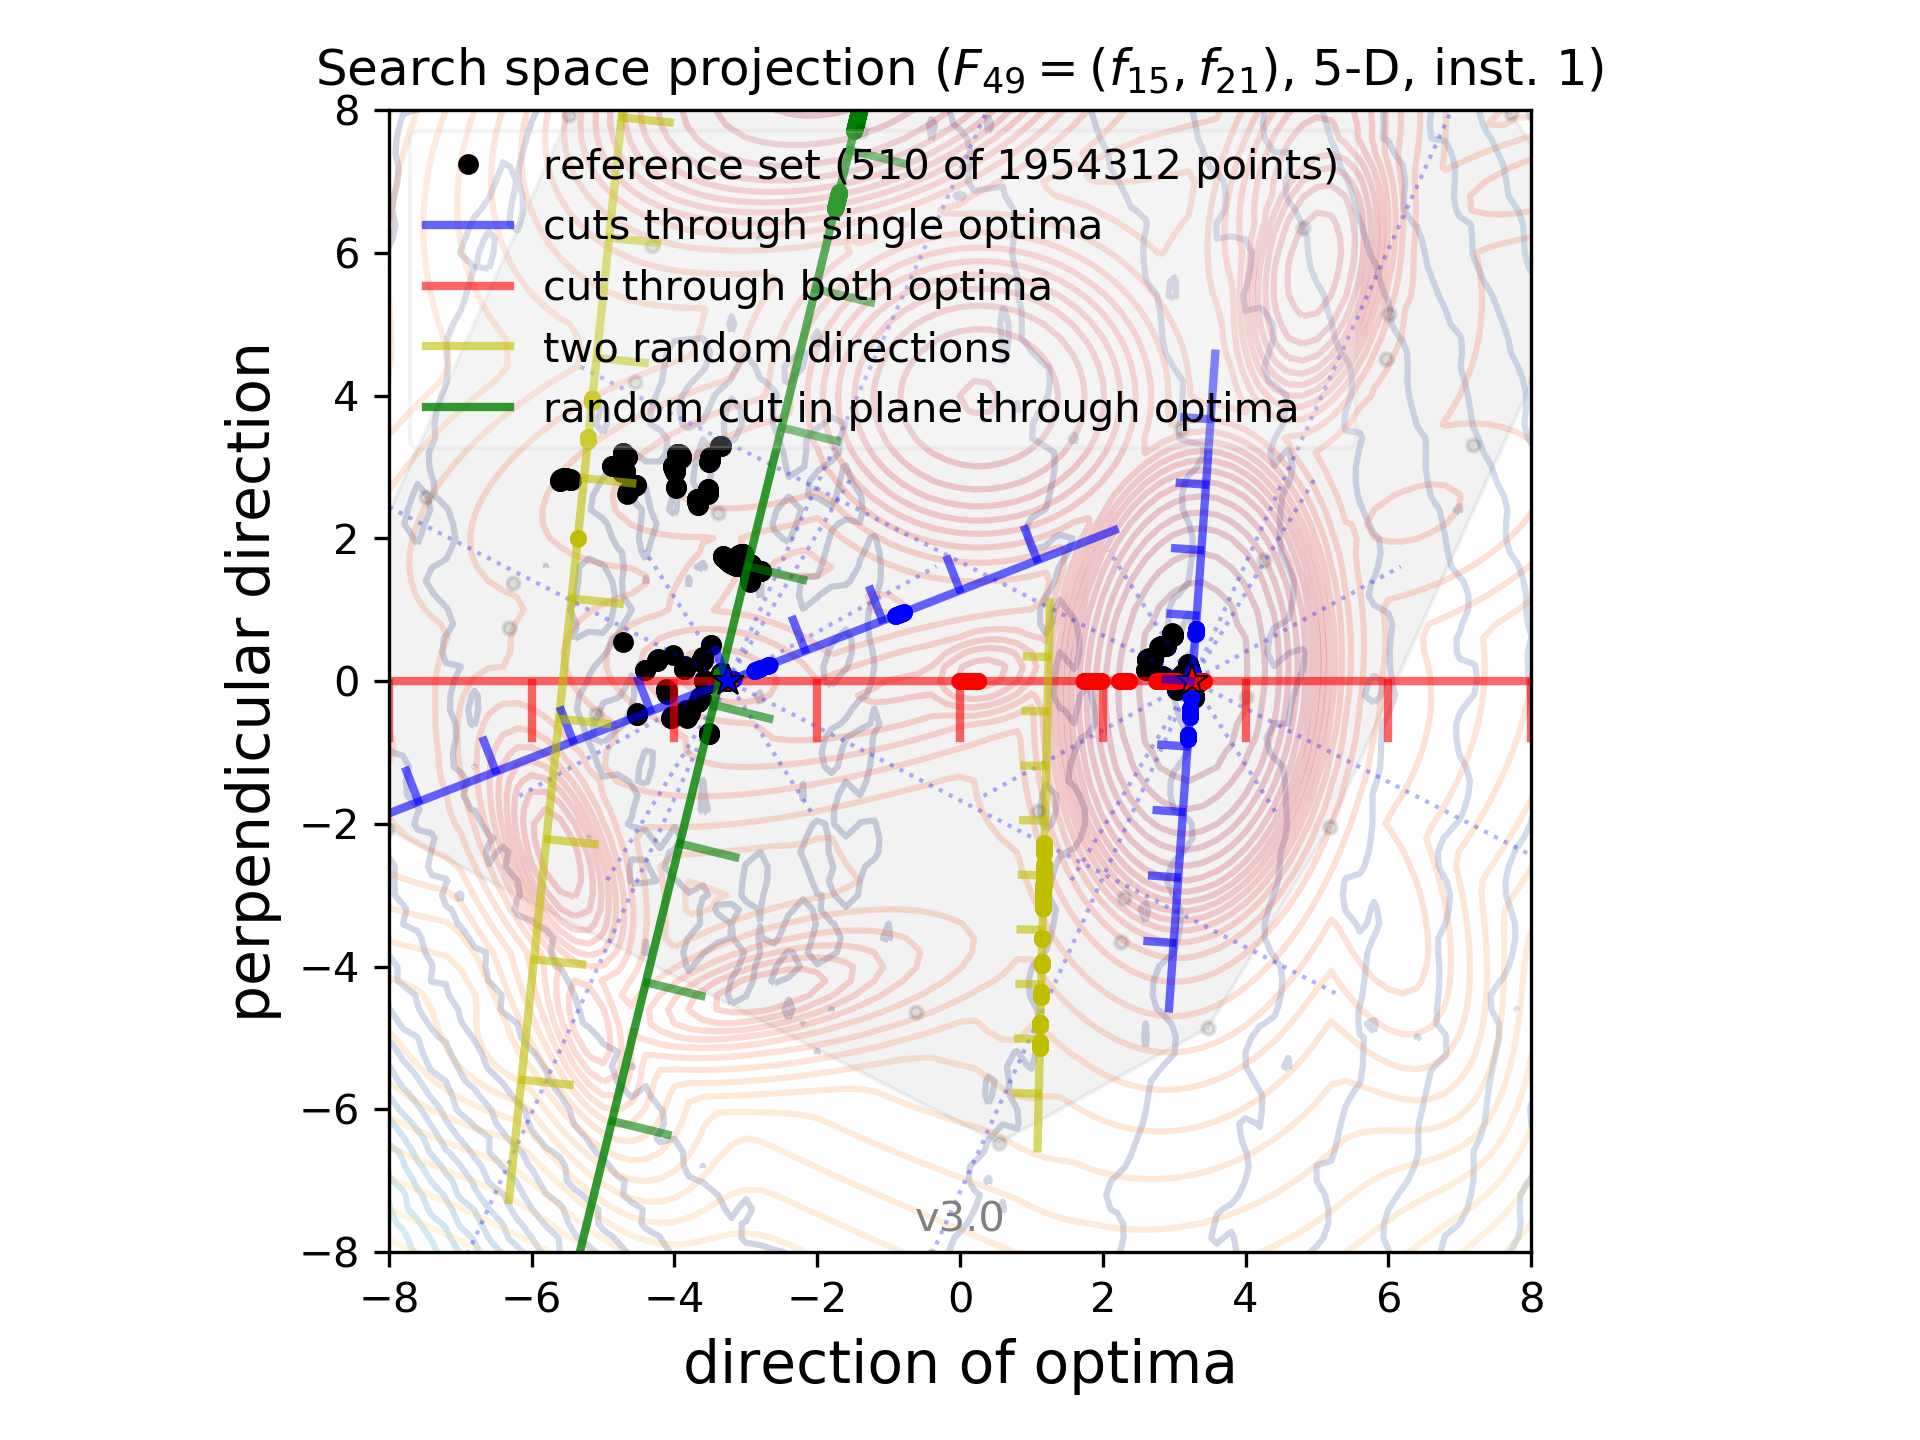 Search space projection (F₄₉ = (f₁₅, f₂₁), 5-D, inst. 1)
8
6
4
2
0
−2
−4
−6
−8
perpendicular direction
reference set (510 of 1954312 points)
cuts through single optima
cut through both optima
two random directions
random cut in plane through optima
v3.0
−8 −6 −4 −2 0 2 4 6 8
direction of optima